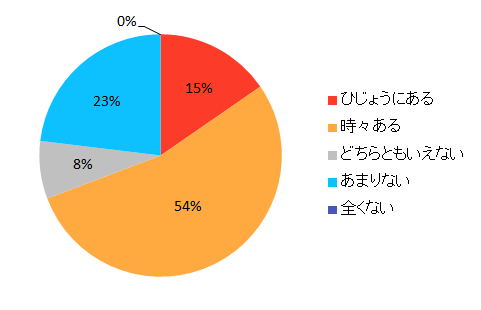 0%
15%
23%
8%
54%
ひじょうにある
時々ある
どちらともいえない
あまりない
全くない